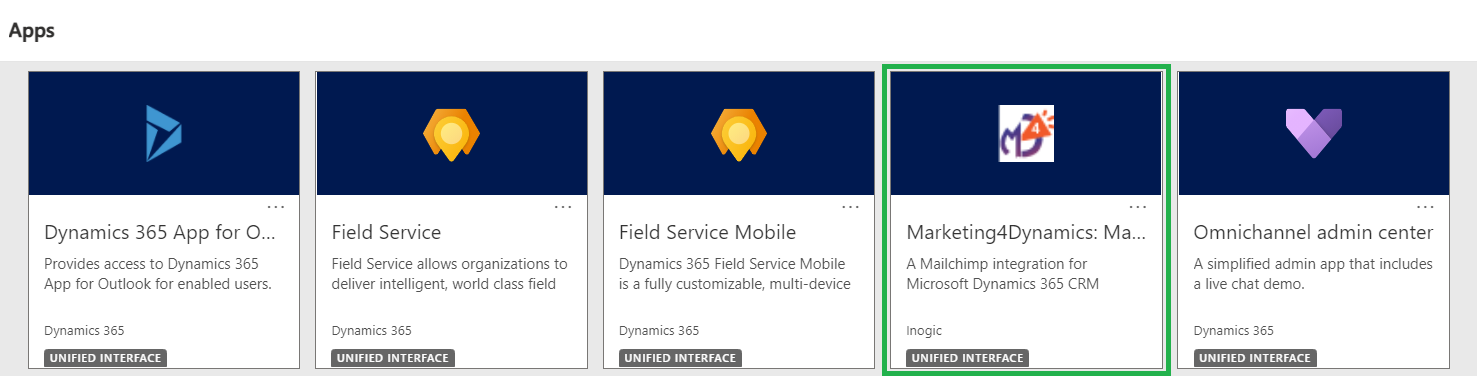 Apps
...
Dynamics 365 App for O...
Provides access to Dynamics 365
App for Outlook for enabled users.
Dynamics 365
UNIFIED INTERFACE
...
Field Service
Field Service allows organizations to
deliver intelligent, world class field
Dynamics 365
UNIFIED INTERFACE
...
Field Service Mobile
Dynamics 365 Field Service Mobile
is a fully customizable, multi-device
Dynamics 365
UNIFIED INTERFACE
MD4
...
Marketing4Dynamics: Ma...
A Mailchimp integration for
Microsoft Dynamics 365 CRM
Inogic
UNIFIED INTERFACE
...
Omnichannel admin center
A simplified admin app that includes
a live chat demo.
Dynamics 365
UNIFIED INTERFACE